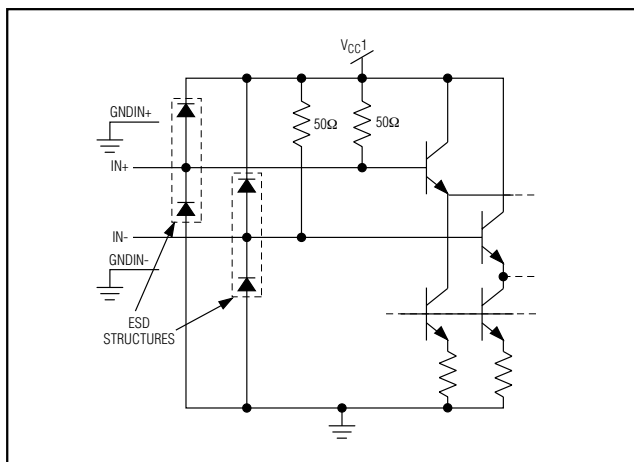 VCC1
GNDIN+
50Ω
50Ω
IN+
IN-
GNDIN-
ESD
STRUCTURES